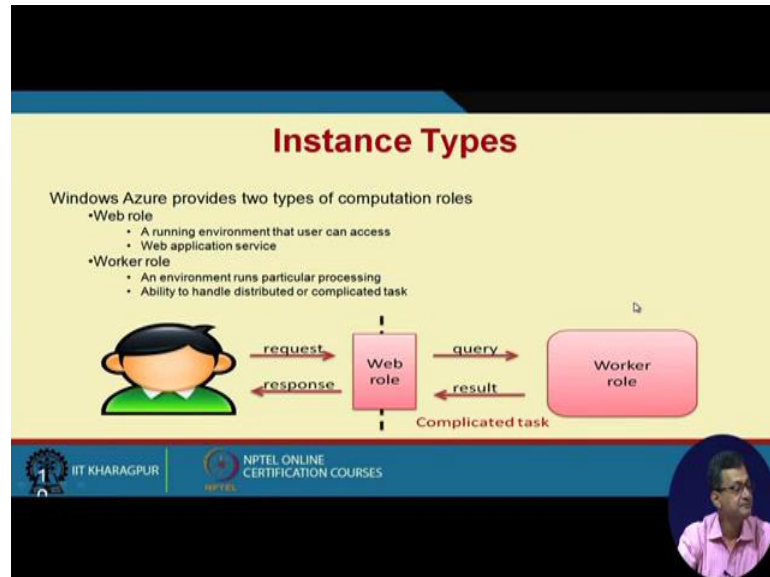 Instance Types
Windows Azure provides two types of computation roles
•Web role
• A running environment that user can access
• Web application service
•Worker role
• An environment runs particular processing
• Ability to handle distributed or complicated task
request
response
Web
role
query
result
Worker
role
Complicated task
IIT KHARAGPUR
NPTEL
NPTEL ONLINE
CERTIFICATION COURSES